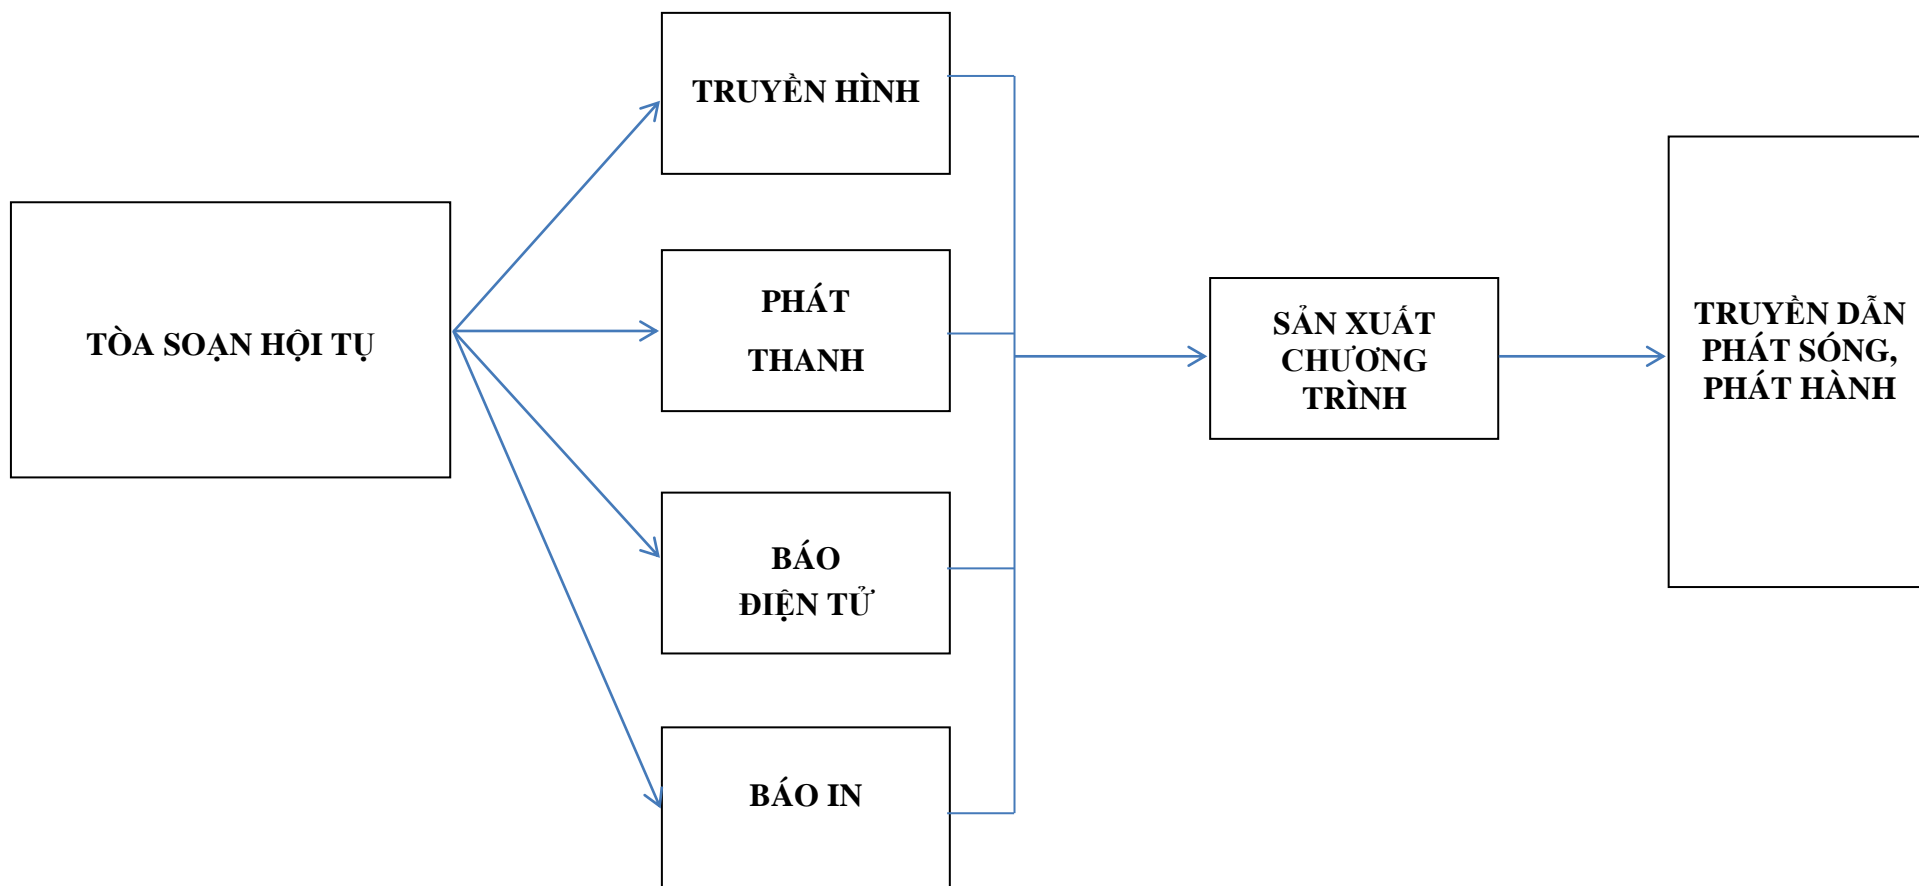 TRUYỀN HÌNH
TÒA SOẠN HỘI TỤ
PHÁT
THANH
BÁO
ĐIỆN TỬ
BÁO IN
SẢN XUẤT
CHƯƠNG
TRÌNH
TRUYỀN DẪN
PHÁT SÓNG,
PHÁT HÀNH